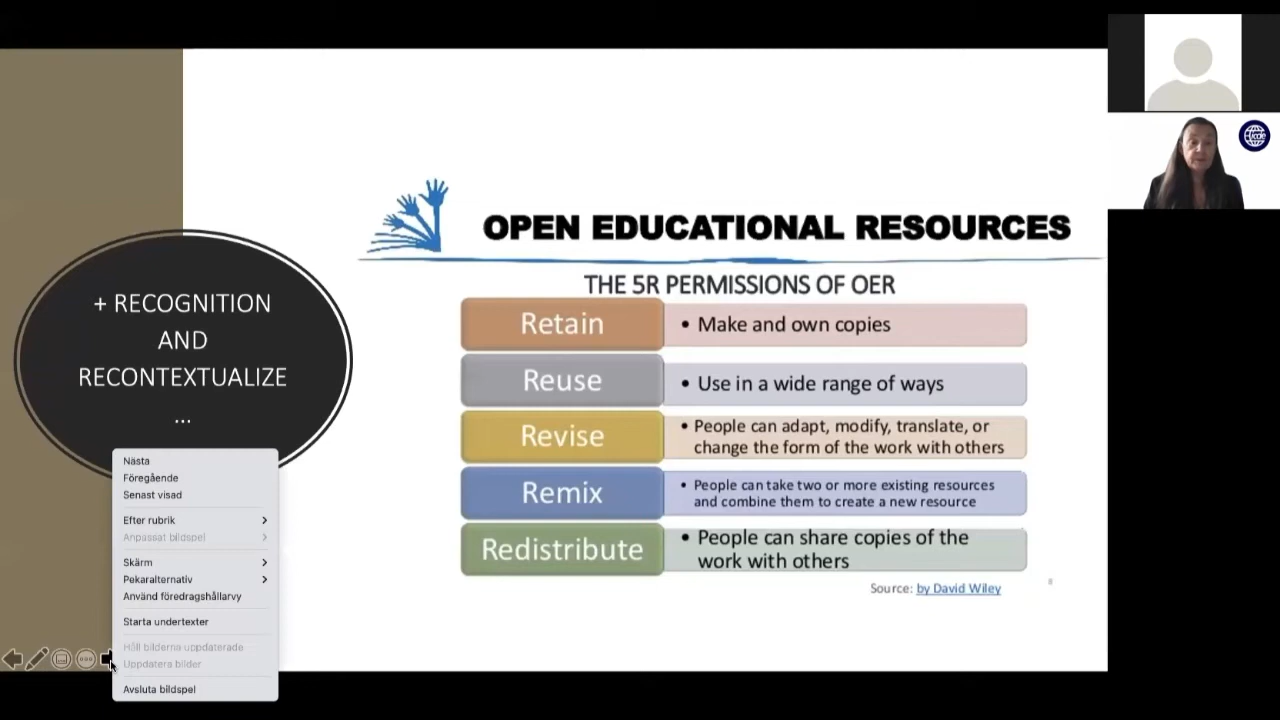 OPEN EDUCATIONAL RESOURCES
THE 5R PERMISSIONS OF OER
Retain
• Make and own copies
Reuse
• Use in a wide range of ways
Revise
• People can adapt, modify, translate, or
change the form of the work with others
Remix
• People can take two or more existing resources
and combine them to create a new resource
Redistribute
• People can share copies of the
work with others
Source: by David Wiley
8
+ RECOGNITION
AND
RECONTEXTUALIZE
...
Nästa
Föregående
Senast visad
Efter rubrik
Anpassat bildspel
Skärm
Pekaralternativ
Använd föredragshållarvy
Starta undertexter
Håll bilderna uppdaterade
Uppdatera bilder
Avsluta bildspel
icde